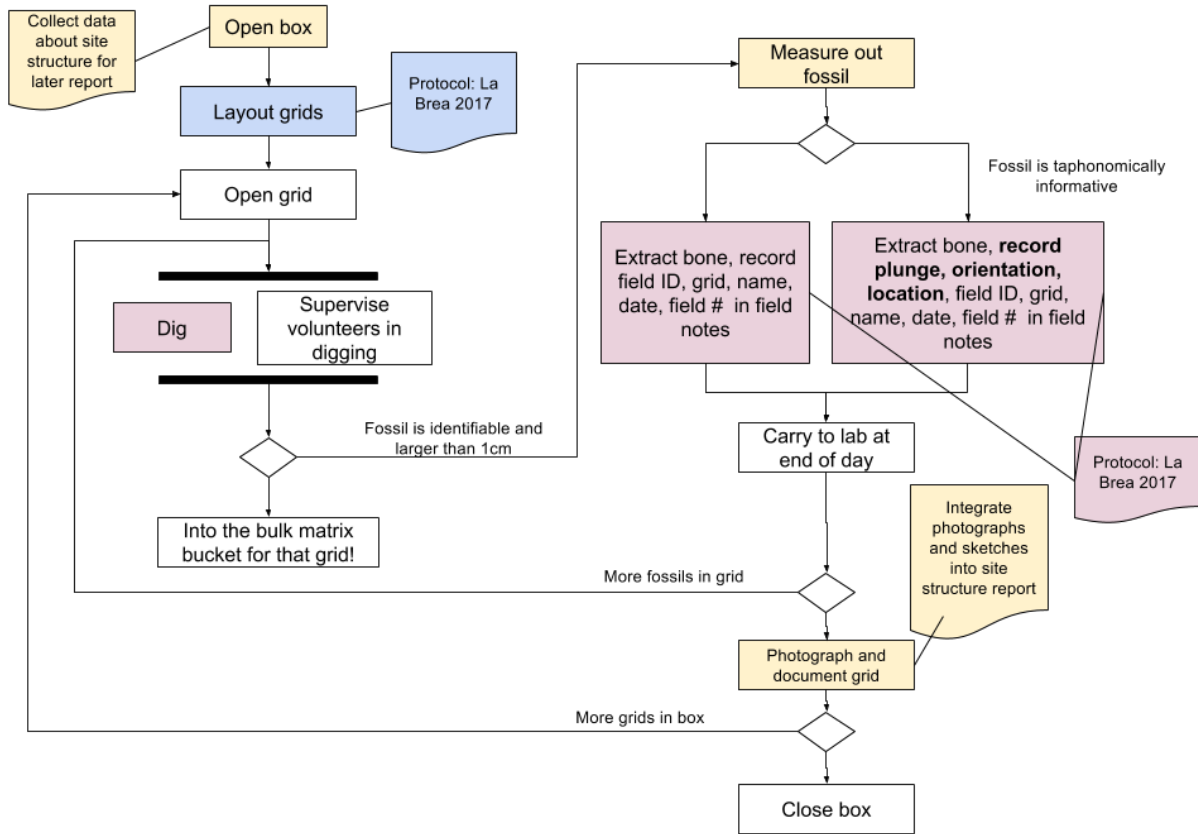 Collect data
about site
structure for
later report
Open box
Layout grids
Protocol: La
Brea 2017
Open grid
Dig
Supervise
volunteers in
digging
Fossil is identifiable and
larger than 1cm
Into the bulk matrix
bucket for that grid!
Measure out
fossil
Fossil is taphonomically
informative
Extract bone, record
field ID, grid, name,
date, field # in field
notes
Extract bone, record
plunge, orientation,
location, field ID, grid,
name, date, field # in field
notes
Carry to lab at
end of day
Protocol: La
Brea 2017
Integrate
photographs
and sketches
into site
structure report
More fossils in grid
Photograph and
document grid
More grids in box
Close box